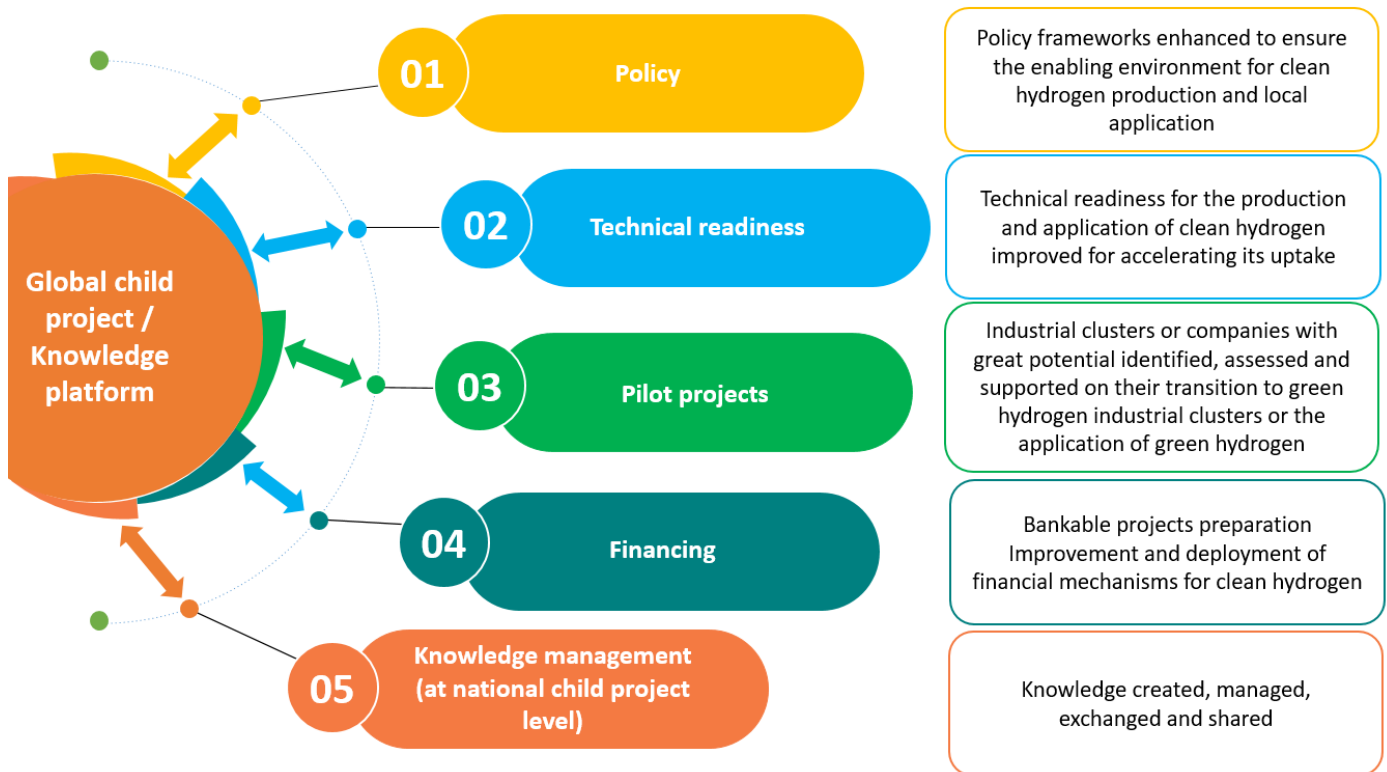 Global child
project /
Knowledge
platform
01
Policy
Policy frameworks enhanced to ensure
the enabling environment for clean
hydrogen production and local
application
02
Technical readiness
Technical readiness for the production
and application of clean hydrogen
improved for accelerating its uptake
03
Pilot projects
Industrial clusters or companies with
great potential identified, assessed and
supported on their transition to green
hydrogen industrial clusters or the
application of green hydrogen
04
Financing
Bankable projects preparation
Improvement and deployment of
financial mechanisms for clean hydrogen
05
Knowledge management
(at national child project
level)
Knowledge created, managed,
exchanged and shared